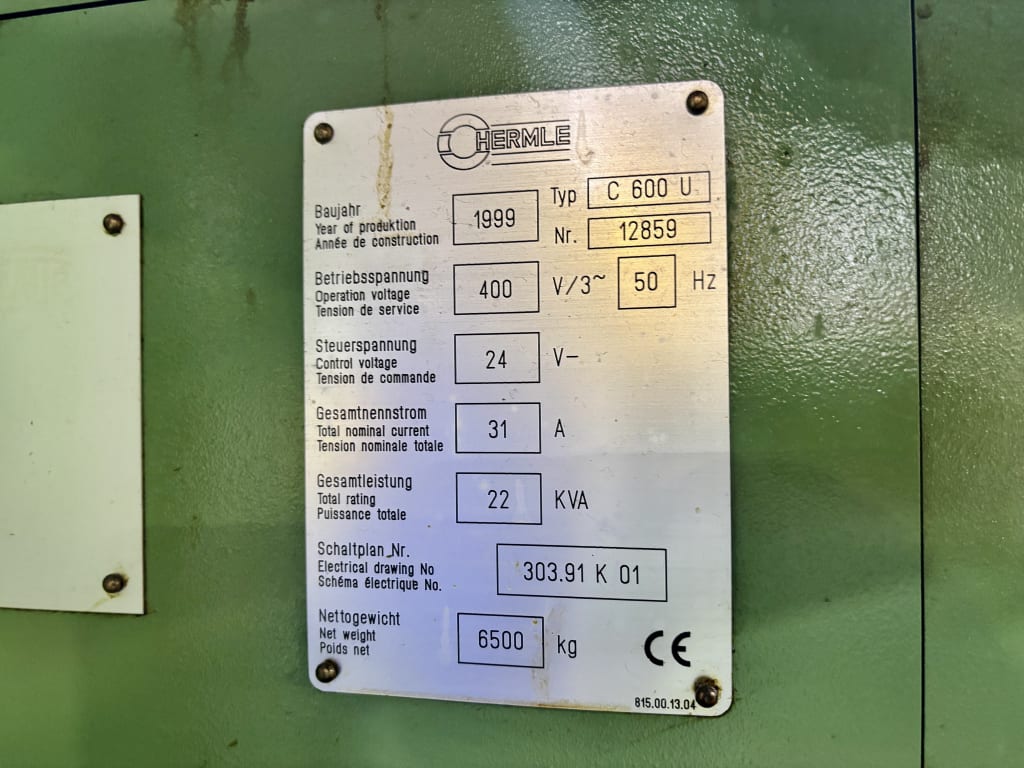 HERMLE
Baujahr
Year of produktion
Année de construction
1999
Typ C 600 U
Nr. 12859
Betriebsspannung
Operation voltage
Tension de service
400 V/3~ 50 Hz
Steuerspannung
Control voltage
Tension de commande
24 V–
Gesamtnennstrom
Total nominal current
Tension nominale totale
31 A
Gesamtleistung
Total rating
Puissance totale
22 KVA
Schaltplan Nr.
Electrical drawing No
Schéma électrique No.
303.91 K 01
Nettogewicht
Net weight
Poids net
6500 kg
CE
815.00.13.04